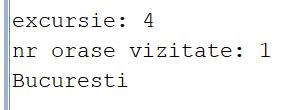 excursie: 4
nr orase vizitate: 1
Bucuresti